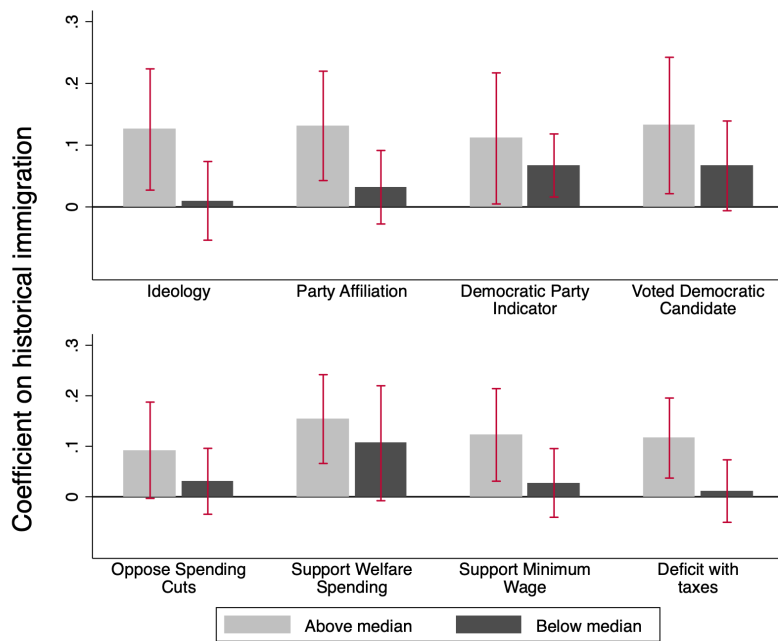 Coefficient on historical immigration
.3
.2
.1
0
Ideology
Party Affiliation
Democratic Party
Indicator
Voted Democratic
Candidate
.3
.2
.1
0
Oppose Spending
Cuts
Support Welfare
Spending
Support Minimum
Wage
Deficit with
taxes
Above median
Below median